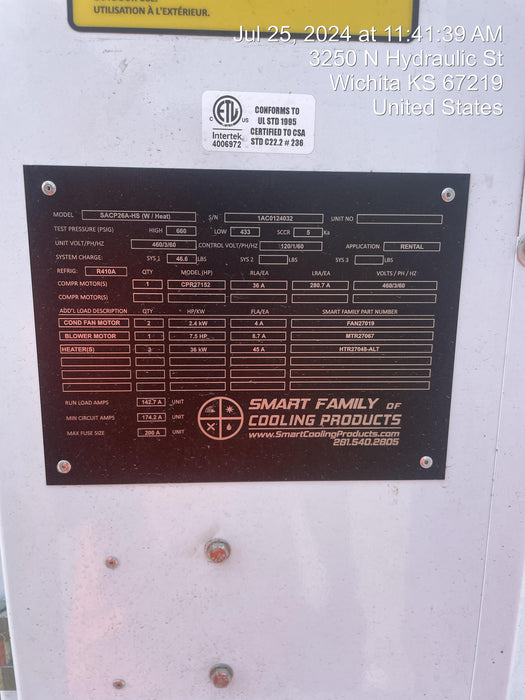 UTILISATION À L'EXTÉRIEUR.
Jul 25, 2024 at 11:41:39 AM
3250 N Hydraulic St
Wichita KS 67219
United States
ETL
C US
Intertek
4006972
CONFORMS TO
UL STD 1995
CERTIFIED TO CSA
STD C22.2 # 236
MODEL SACP26A-HS (W / Heat) S/N 1AC0124032 UNIT NO
TEST PRESSURE (PSIG) HIGH 660 LOW 433 SCCR 5 Ka
UNIT VOLT/PH/HZ 460/3/60 CONTROL VOLT/PH/HZ 120/1/60 APPLICATION RENTAL
SYSTEM CHARGE: SYS 1 46.6 LBS SYS 2 LBS SYS 3 LBS
REFRIG: R410A QTY MODEL (HP) RLA/EA LRA/EA VOLTS / PH / HZ
COMPR MOTOR(S) 1 CPR27152 36 A 280.7 A 460/3/60
COMPR MOTOR(S)
ADD'L LOAD DESCRIPTION QTY HP/KW FLA/EA SMART FAMILY PART NUMBER
COND FAN MOTOR 2 2.4 kW 4 A FAN27019
BLOWER MOTOR 1 7.5 HP 8.7 A MTR27067
HEATER(S) 2 36 kW 45 A HTR27048-ALT
RUN LOAD AMPS 142.7 A UNIT
MIN CIRCUIT AMPS 174.2 A UNIT
MAX FUSE SIZE 200 A UNIT
SMART FAMILY OF
COOLING PRODUCTS
www.SmartCoolingProducts.com
281.540.2805